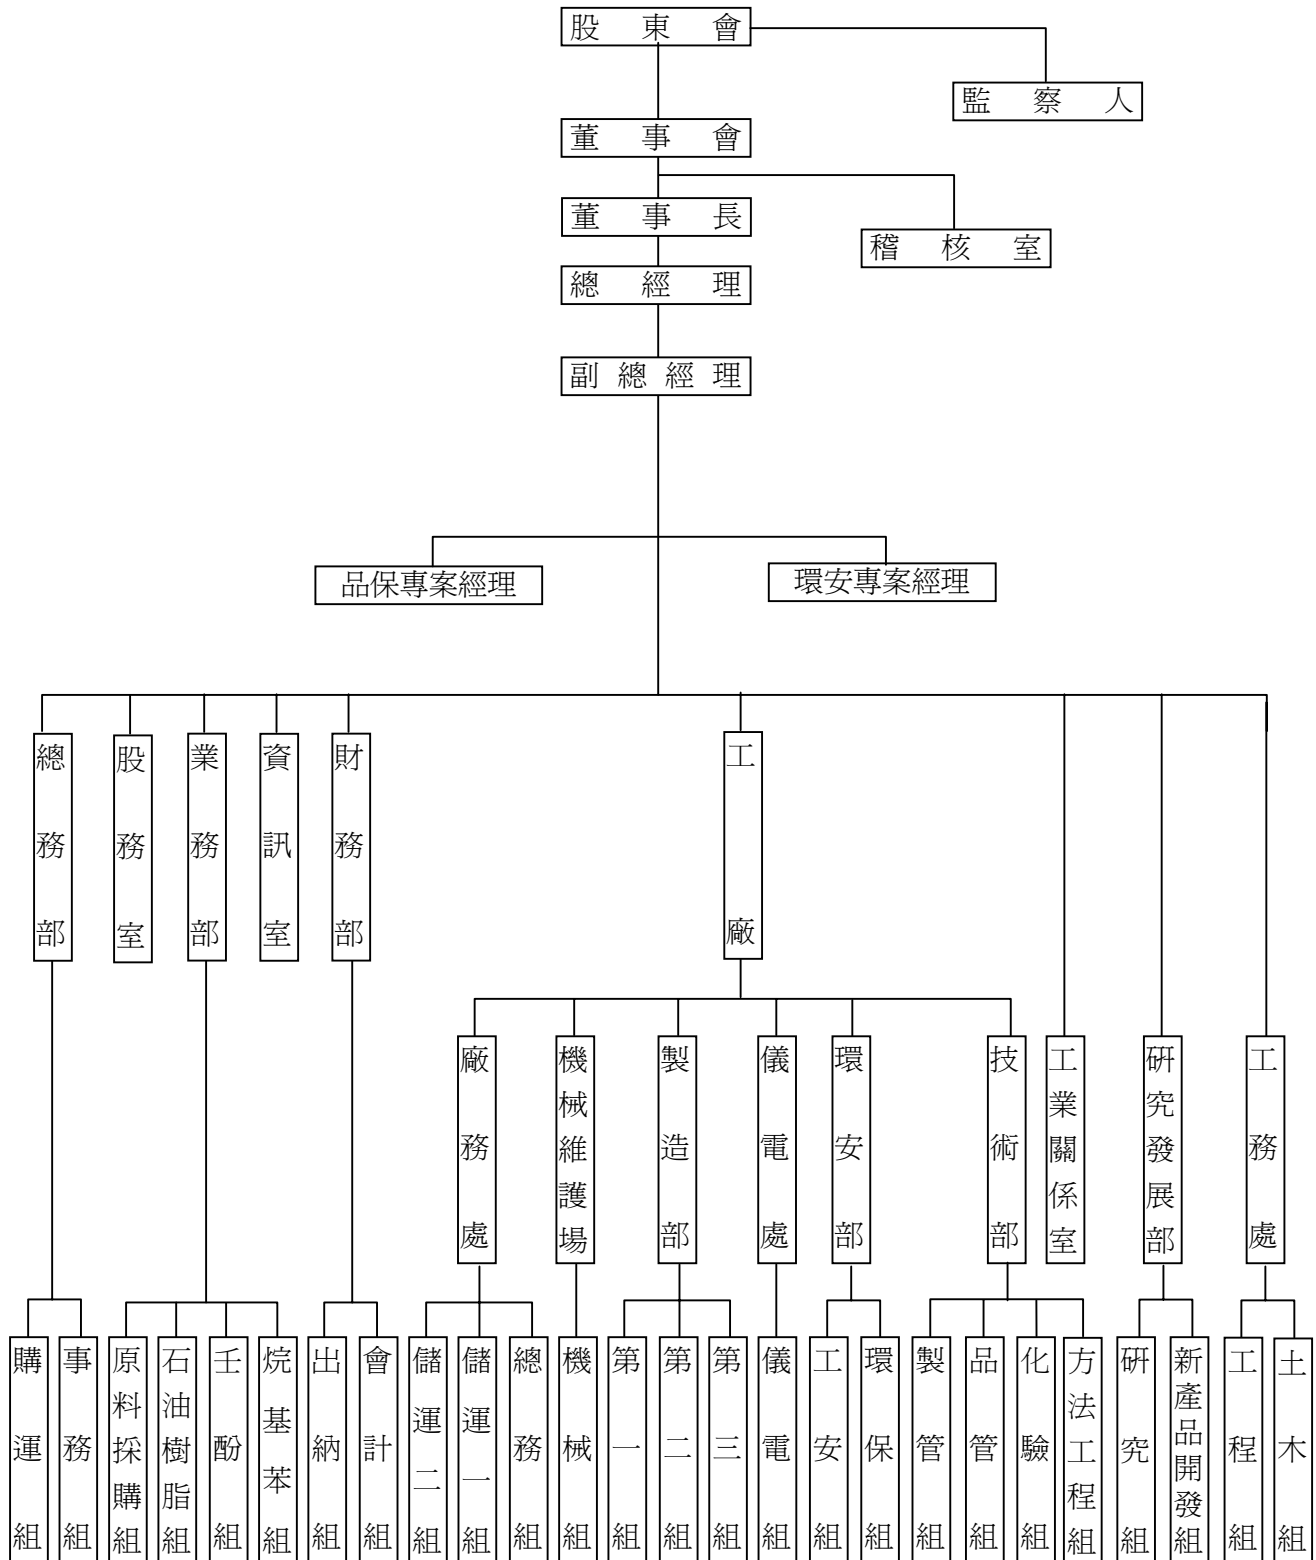 股東會
監察人
董事會
董事長
稽核室
總經理
副總經理
品保專案經理
環安專案經理
總務部
股務室
業務部
資訊室
財務部
工廠
廠務處
機械維護場
製造部
儀電處
環安部
技術部
工業關係室
研究發展部
工務處
購運組
事務組
原料採購組
石油樹脂組
壬酚組
烷基苯組
出納組
會計組
儲運二組
儲運一組
總務組
機械組
第一組
第二組
第三組
儀電組
工安組
環保組
製管組
品管組
化驗組
方法工程組
研究組
新產品開發組
工程組
土木組